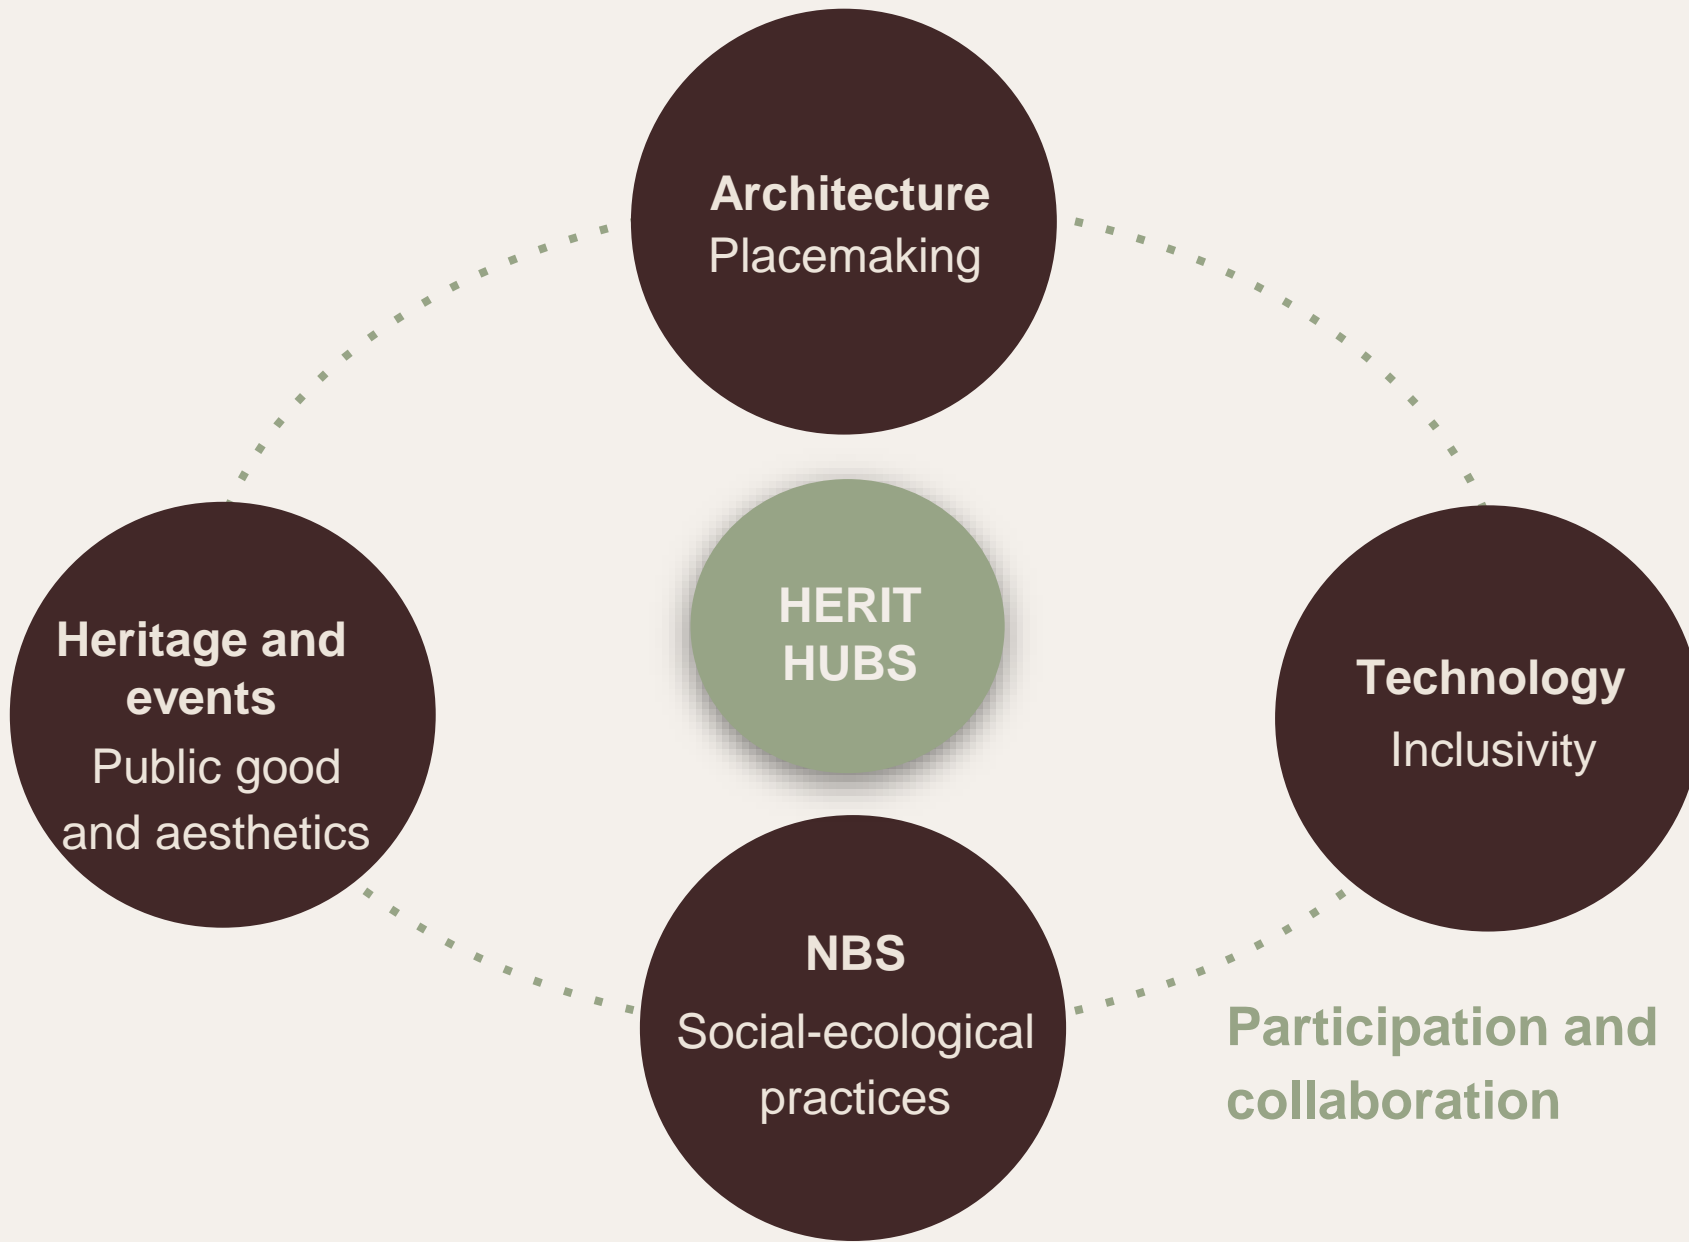 Architecture
Placemaking
HERIT
HUBS
Heritage and
events
Public good
and aesthetics
Technology
Inclusivity
NBS
Social-ecological
practices
Participation and
collaboration